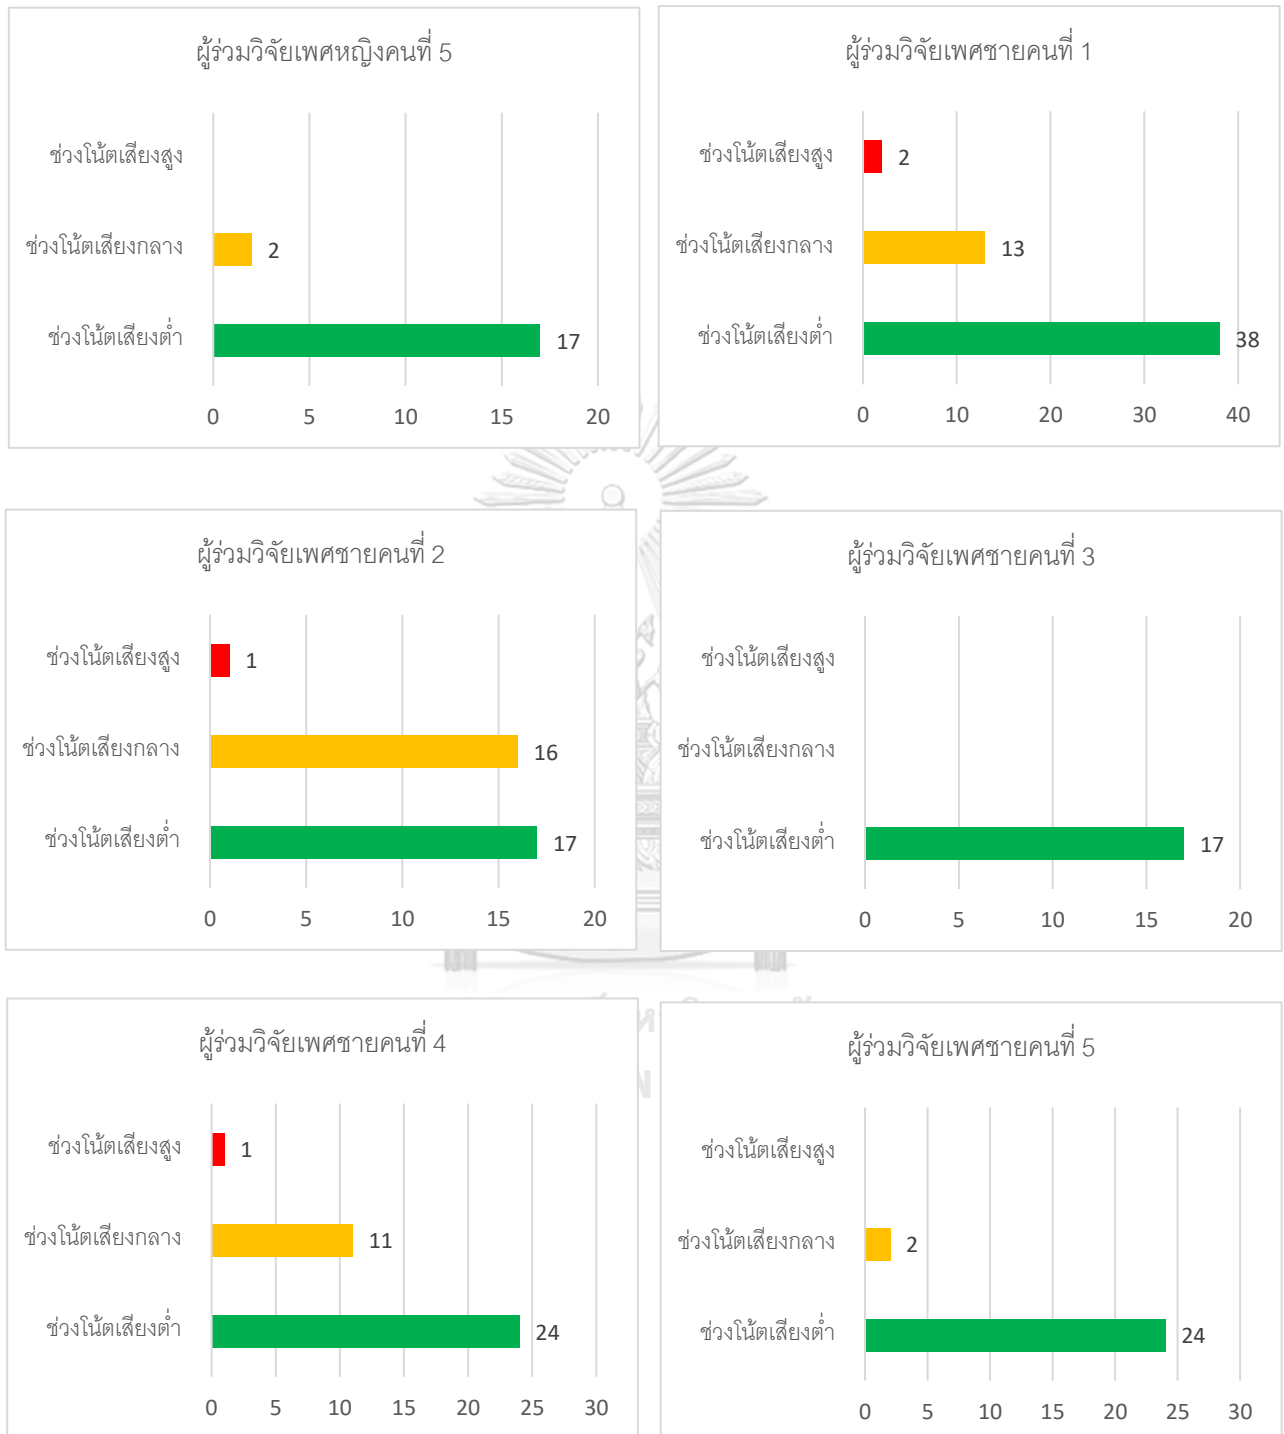 ผู้ร่วมวิจัยเพศหญิงคนที่ 5
ช่วงโน้ตเสียงสูง
ช่วงโน้ตเสียงกลาง 2
ช่วงโน้ตเสียงต่ำ 17
0 5 10 15 20
ผู้ร่วมวิจัยเพศชายคนที่ 1
ช่วงโน้ตเสียงสูง 2
ช่วงโน้ตเสียงกลาง 13
ช่วงโน้ตเสียงต่ำ 38
0 10 20 30 40
ผู้ร่วมวิจัยเพศชายคนที่ 2
ช่วงโน้ตเสียงสูง 1
ช่วงโน้ตเสียงกลาง 16
ช่วงโน้ตเสียงต่ำ 17
0 5 10 15 20
ผู้ร่วมวิจัยเพศชายคนที่ 3
ช่วงโน้ตเสียงสูง
ช่วงโน้ตเสียงกลาง
ช่วงโน้ตเสียงต่ำ 17
0 5 10 15 20
ผู้ร่วมวิจัยเพศชายคนที่ 4
ช่วงโน้ตเสียงสูง 1
ช่วงโน้ตเสียงกลาง 11
ช่วงโน้ตเสียงต่ำ 24
0 5 10 15 20 25 30
ผู้ร่วมวิจัยเพศชายคนที่ 5
ช่วงโน้ตเสียงสูง
ช่วงโน้ตเสียงกลาง 2
ช่วงโน้ตเสียงต่ำ 24
0 5 10 15 20 25 30